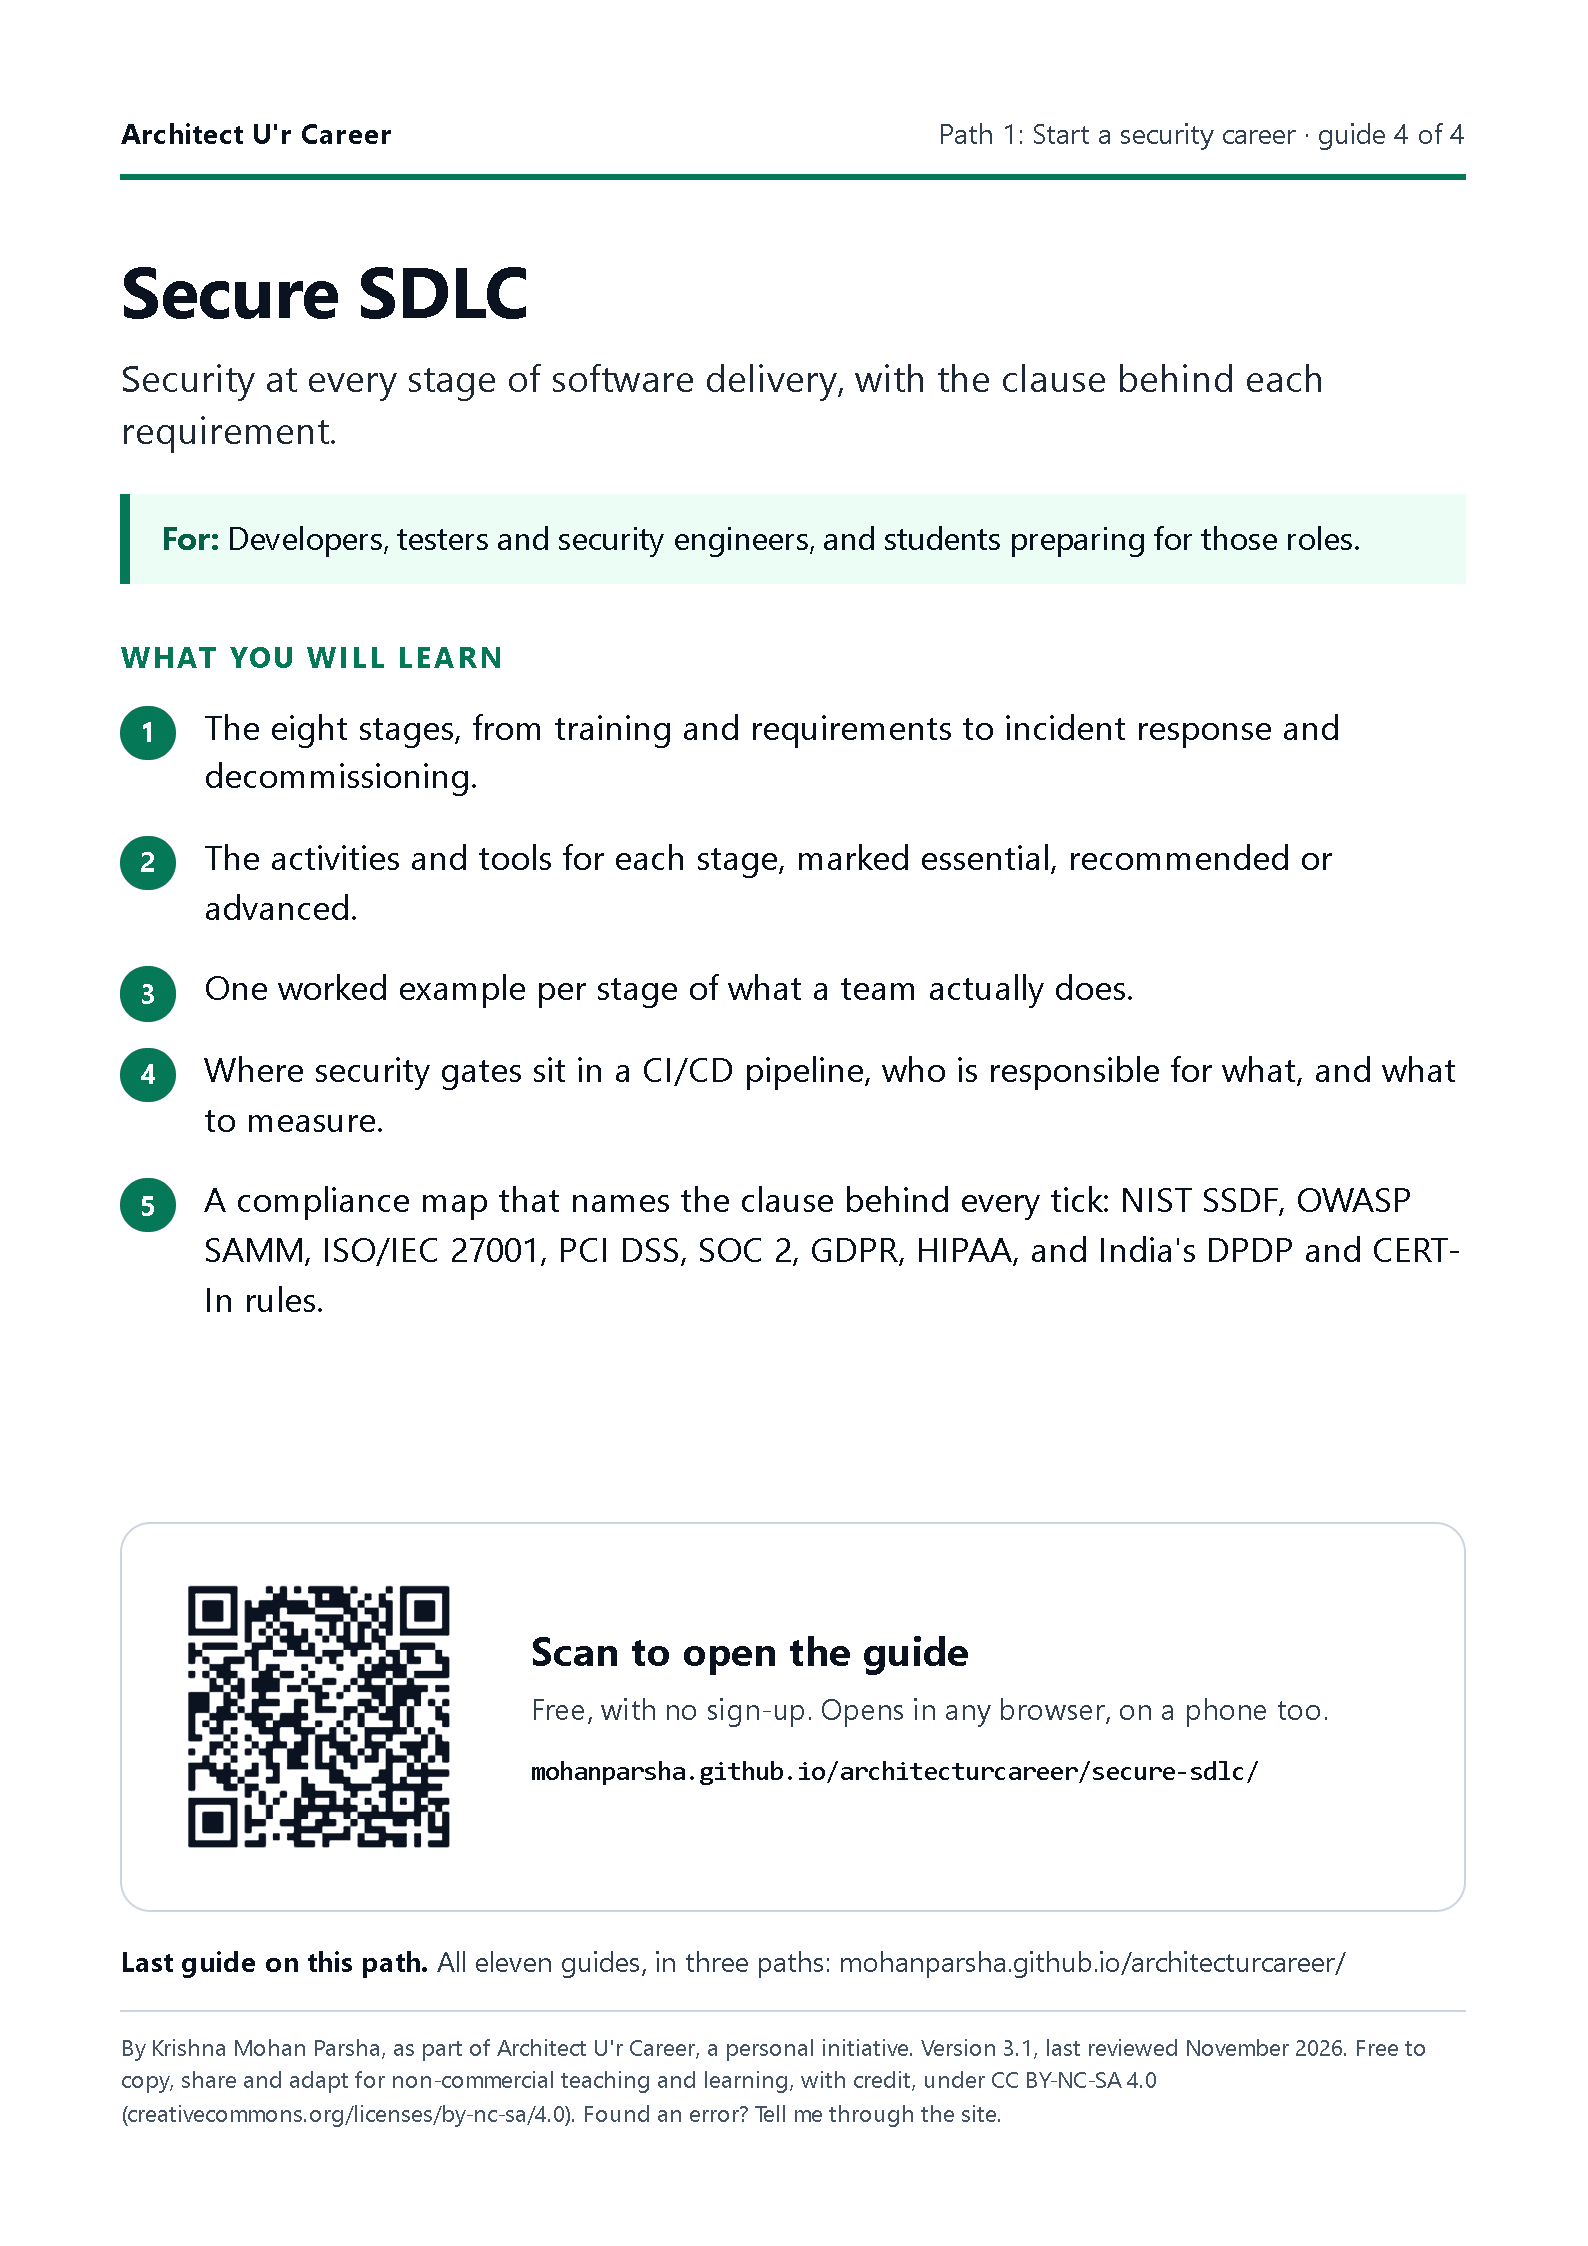 Architect U'r Career
Path 1: Start a security career · guide 4 of 4
Secure SDLC
Security at every stage of software delivery, with the clause behind each
requirement.
For: Developers, testers and security engineers, and students preparing for those roles.
WHAT YOU WILL LEARN
1 The eight stages, from training and requirements to incident response and
decommissioning.
2 The activities and tools for each stage, marked essential, recommended or
advanced.
3 One worked example per stage of what a team actually does.
4 Where security gates sit in a CI/CD pipeline, who is responsible for what, and what
to measure.
5 A compliance map that names the clause behind every tick: NIST SSDF, OWASP
SAMM, ISO/IEC 27001, PCI DSS, SOC 2, GDPR, HIPAA, and India's DPDP and CERT-
In rules.
Scan to open the guide
Free, with no sign-up. Opens in any browser, on a phone too.
mohanparsha.github.io/architecturcareer/secure-sdlc/
Last guide on this path. All eleven guides, in three paths: mohanparsha.github.io/architecturcareer/
By Krishna Mohan Parsha, as part of Architect U'r Career, a personal initiative. Version 3.1, last reviewed November 2026. Free to
copy, share and adapt for non-commercial teaching and learning, with credit, under CC BY-NC-SA 4.0
(creativecommons.org/licenses/by-nc-sa/4.0). Found an error? Tell me through the site.